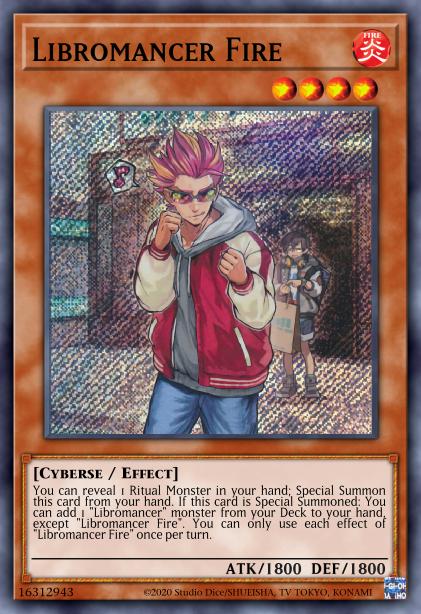 Libromancer Fire
FIRE
炎
[Cyberse / Effect]
You can reveal 1 Ritual Monster in your hand; Special Summon
this card from your hand. If this card is Special Summoned: You
can add 1 "Libromancer" monster from your Deck to your hand,
except "Libromancer Fire". You can only use each effect of
"Libromancer Fire" once per turn.
ATK/1800 DEF/1800
16312943
©2020 Studio Dice/SHUEISHA, TV TOKYO, KONAMI